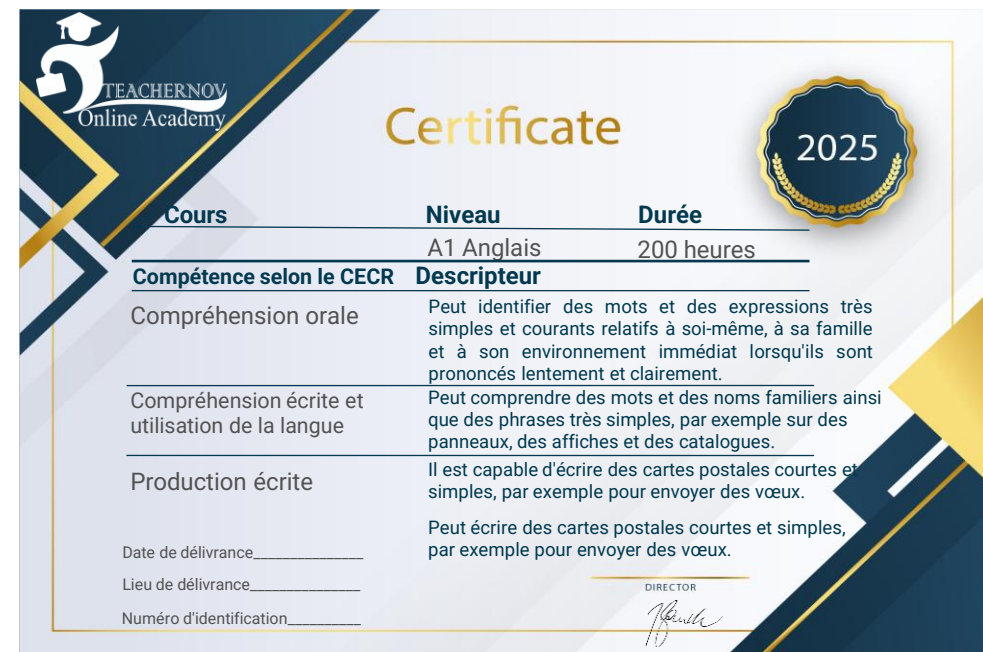 TEACHERNOV
Online Academy
Certificate
2025
Cours Niveau Durée
A1 Anglais 200 heures
Compétence selon le CECR Descripteur
Compréhension orale
Peut identifier des mots et des expressions très
simples et courants relatifs à soi-même, à sa famille
et à son environnement immédiat lorsqu'ils sont
prononcés lentement et clairement.
Compréhension écrite et
utilisation de la langue
Peut comprendre des mots et des noms familiers ainsi
que des phrases très simples, par exemple sur des
panneaux, des affiches et des catalogues.
Production écrite
Il est capable d'écrire des cartes postales courtes et
simples, par exemple pour envoyer des vœux.
Peut écrire des cartes postales courtes et simples,
par exemple pour envoyer des vœux.
Date de délivrance_______________
Lieu de délivrance_______________
Numéro d'identification__________
DIRECTOR